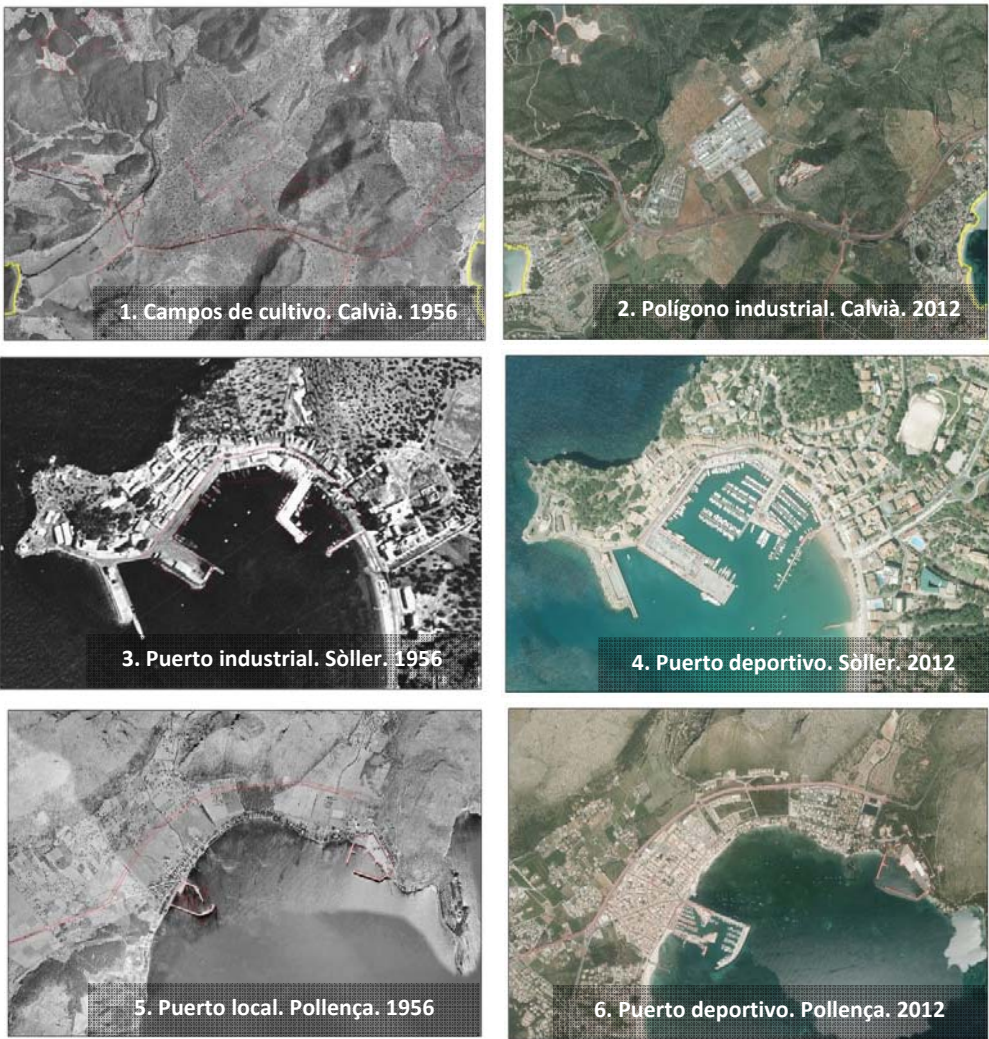 1. Campos de cultivo. Calvià. 1956
2. Polígono industrial. Calvià. 2012
3. Puerto industrial. Sòller. 1956
4. Puerto deportivo. Sòller. 2012
5. Puerto local. Pollença. 1956
6. Puerto deportivo. Pollença. 2012